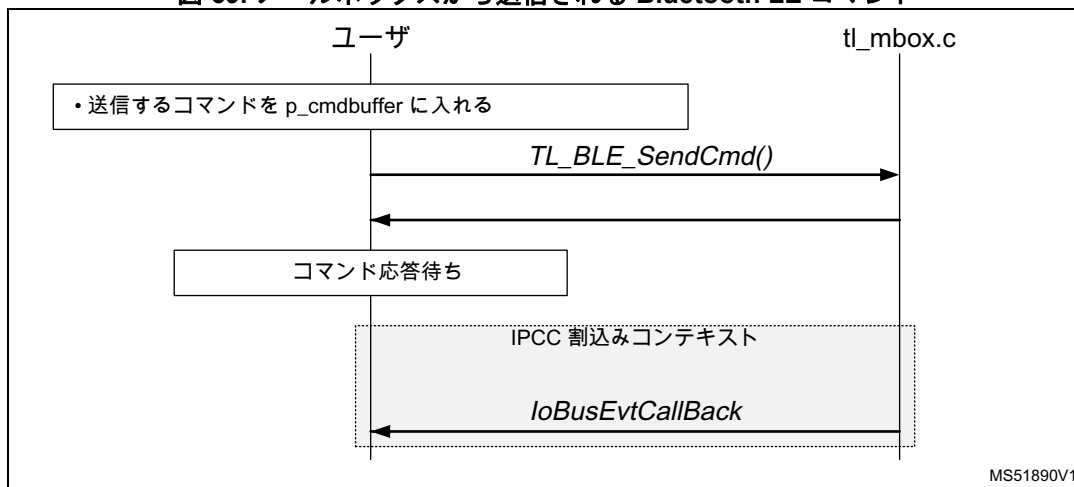 ユーザ
tl_mbox.c
• 送信するコマンドを p_cmdbuffer に入れる
TL_BLE_SendCmd()
コマンド応答待ち
IPCC 割込みコンテキスト
IoBusEvtCallBack
MS51890V1